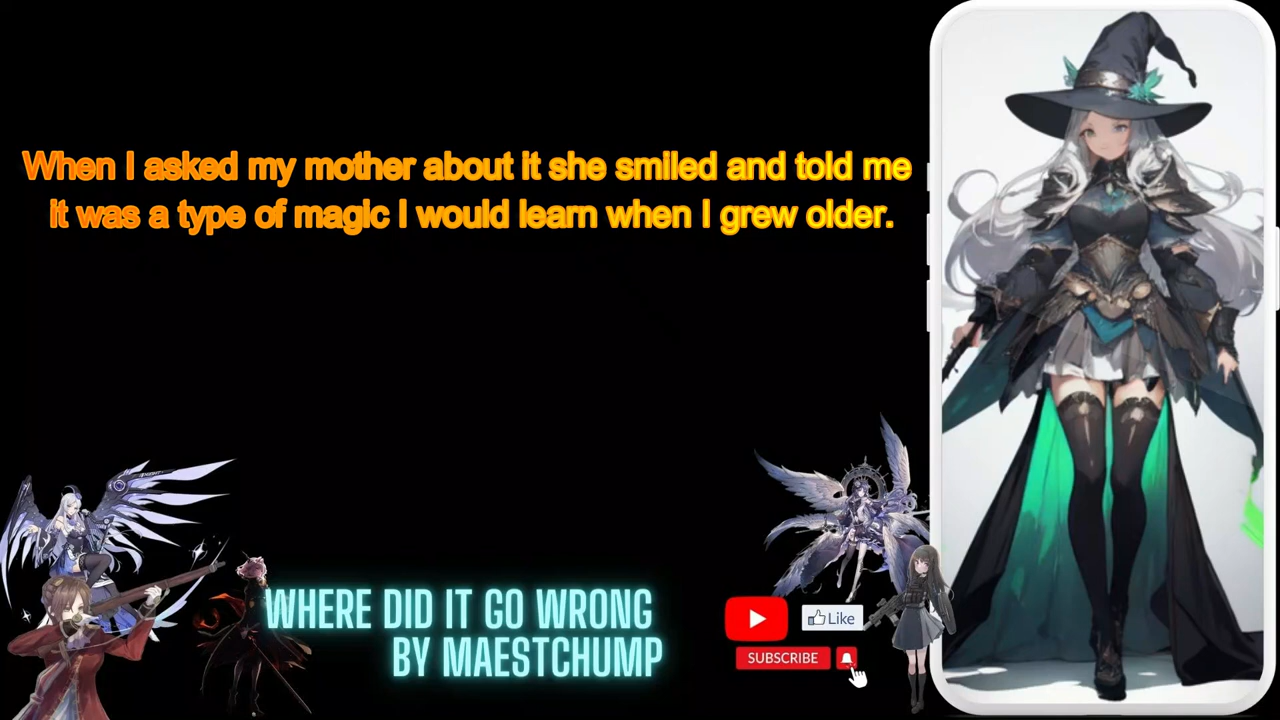 When I asked my mother about it she smiled and told me
it was a type of magic I would learn when I grew older.
WHERE DID IT GO WRONG
BY MAESTCHUMP
Like
SUBSCRIBE